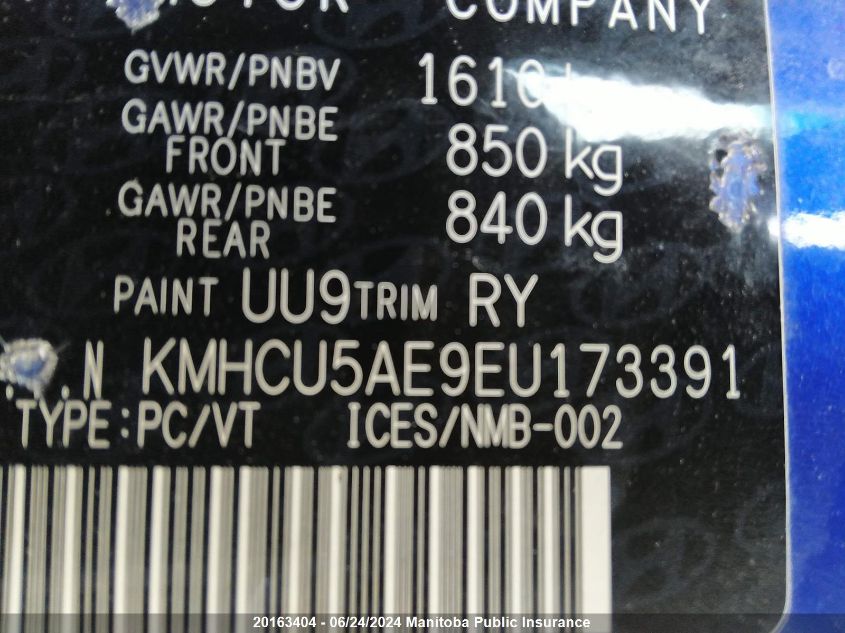 COMPANY
GVWR/PNBV 1610
GAWR/PNBE
FRONT 850 kg
GAWR/PNBE
REAR 840 kg
PAINT UU9 TRIM RY
N KMHCU5AE9EU173391
TYPE:PC/VT ICES/NMB-002
20163404 - 06/24/2024 Manitoba Public Insurance